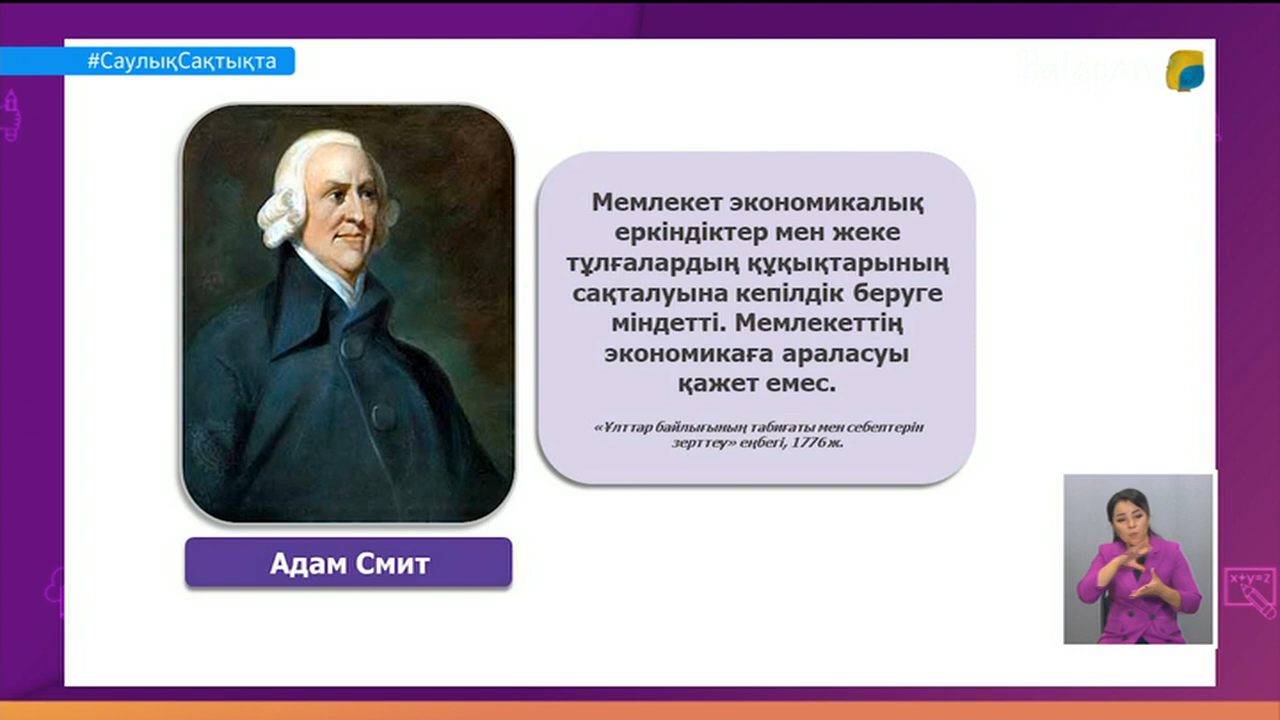 #СаулықСақтықта
Balapan
Мемлекет экономикалық
еркіндіктер мен жеке
тұлғалардың құқықтарының
сақталуына кепілдік беруге
міндетті. Мемлекеттің
экономикаға араласуы
қажет емес.
«Ұлттар байлығының табиғаты мен себептерін
зерттеу» еңбегі, 1776 ж.
Адам Смит
x+y=z